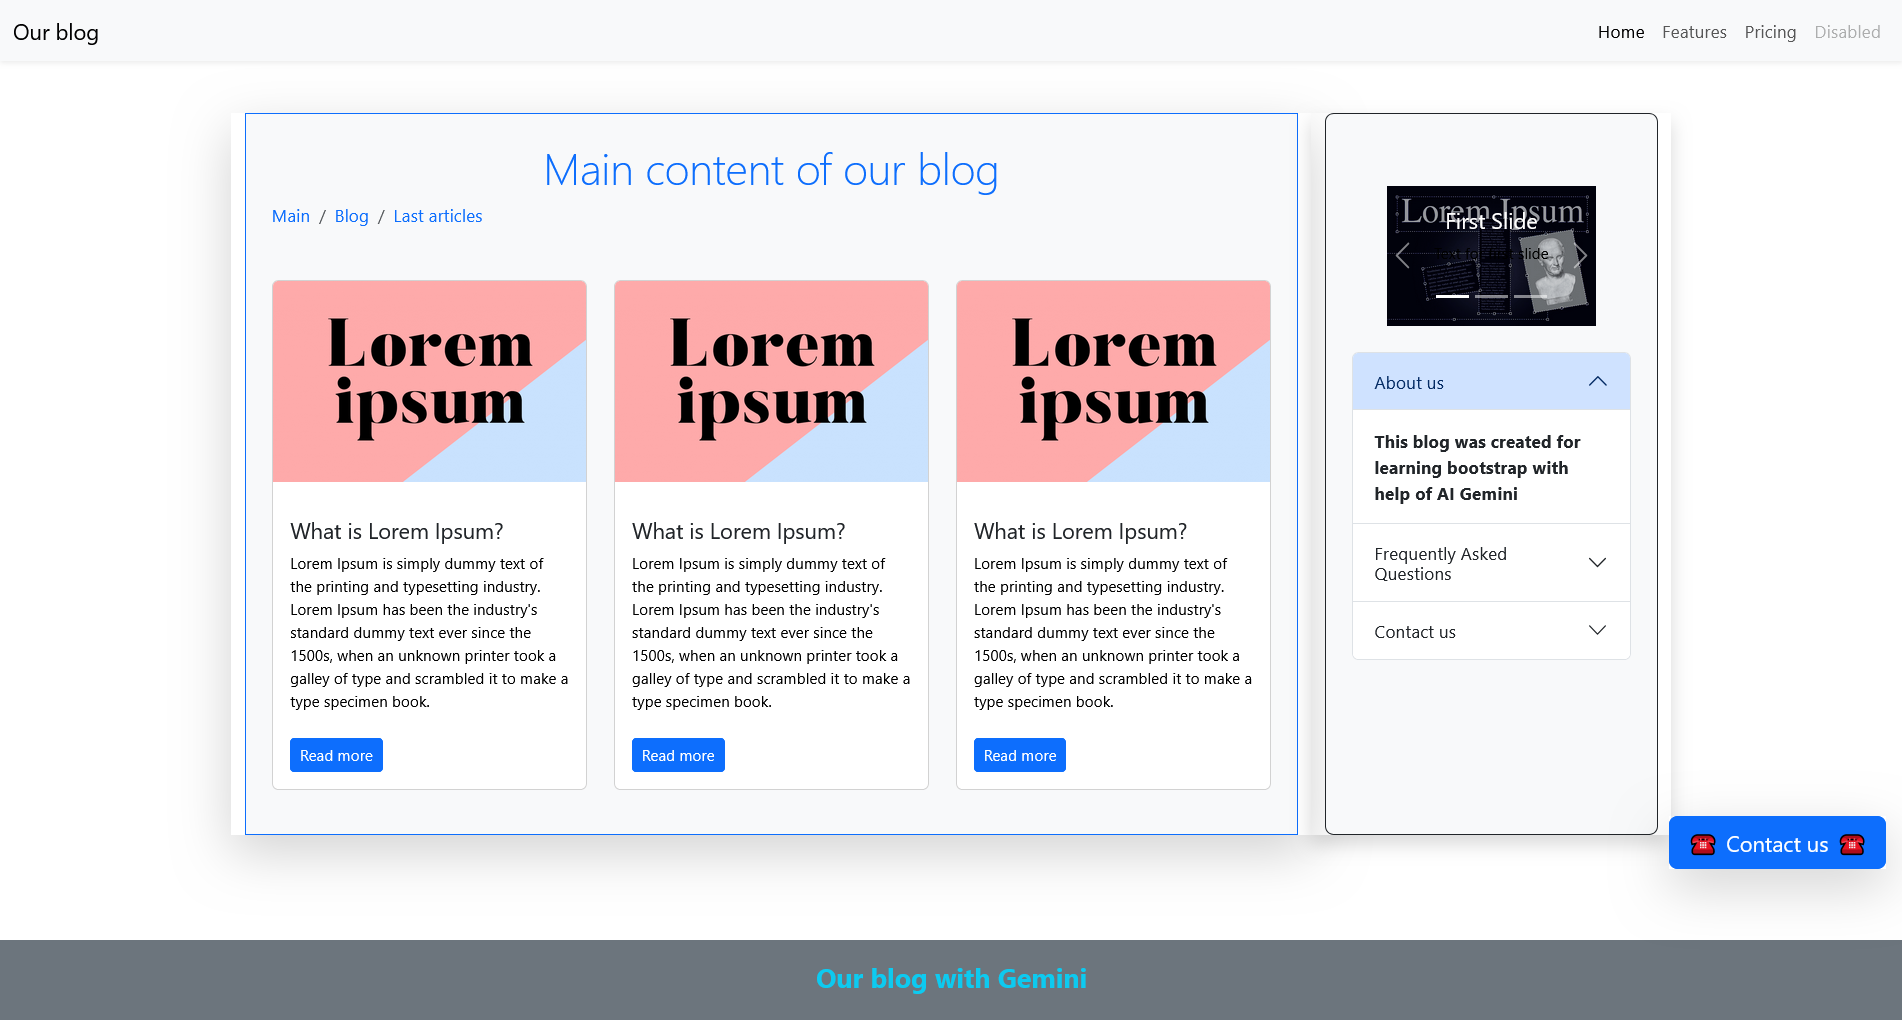 Our blog
Home Features Pricing Disabled
Main content of our blog
Main / Blog / Last articles
Lorem
ipsum
What is Lorem Ipsum?
Lorem Ipsum is simply dummy text of
the printing and typesetting industry.
Lorem Ipsum has been the industry's
standard dummy text ever since the
1500s, when an unknown printer took a
galley of type and scrambled it to make a
type specimen book.
Read more
Lorem
ipsum
What is Lorem Ipsum?
Lorem Ipsum is simply dummy text of
the printing and typesetting industry.
Lorem Ipsum has been the industry's
standard dummy text ever since the
1500s, when an unknown printer took a
galley of type and scrambled it to make a
type specimen book.
Read more
Lorem
ipsum
What is Lorem Ipsum?
Lorem Ipsum is simply dummy text of
the printing and typesetting industry.
Lorem Ipsum has been the industry's
standard dummy text ever since the
1500s, when an unknown printer took a
galley of type and scrambled it to make a
type specimen book.
Read more
Lorem Ipsum
First Slide
slide
About us
This blog was created for
learning bootstrap with
help of AI Gemini
Frequently Asked
Questions
Contact us
☎️ Contact us ☎️
Our blog with Gemini